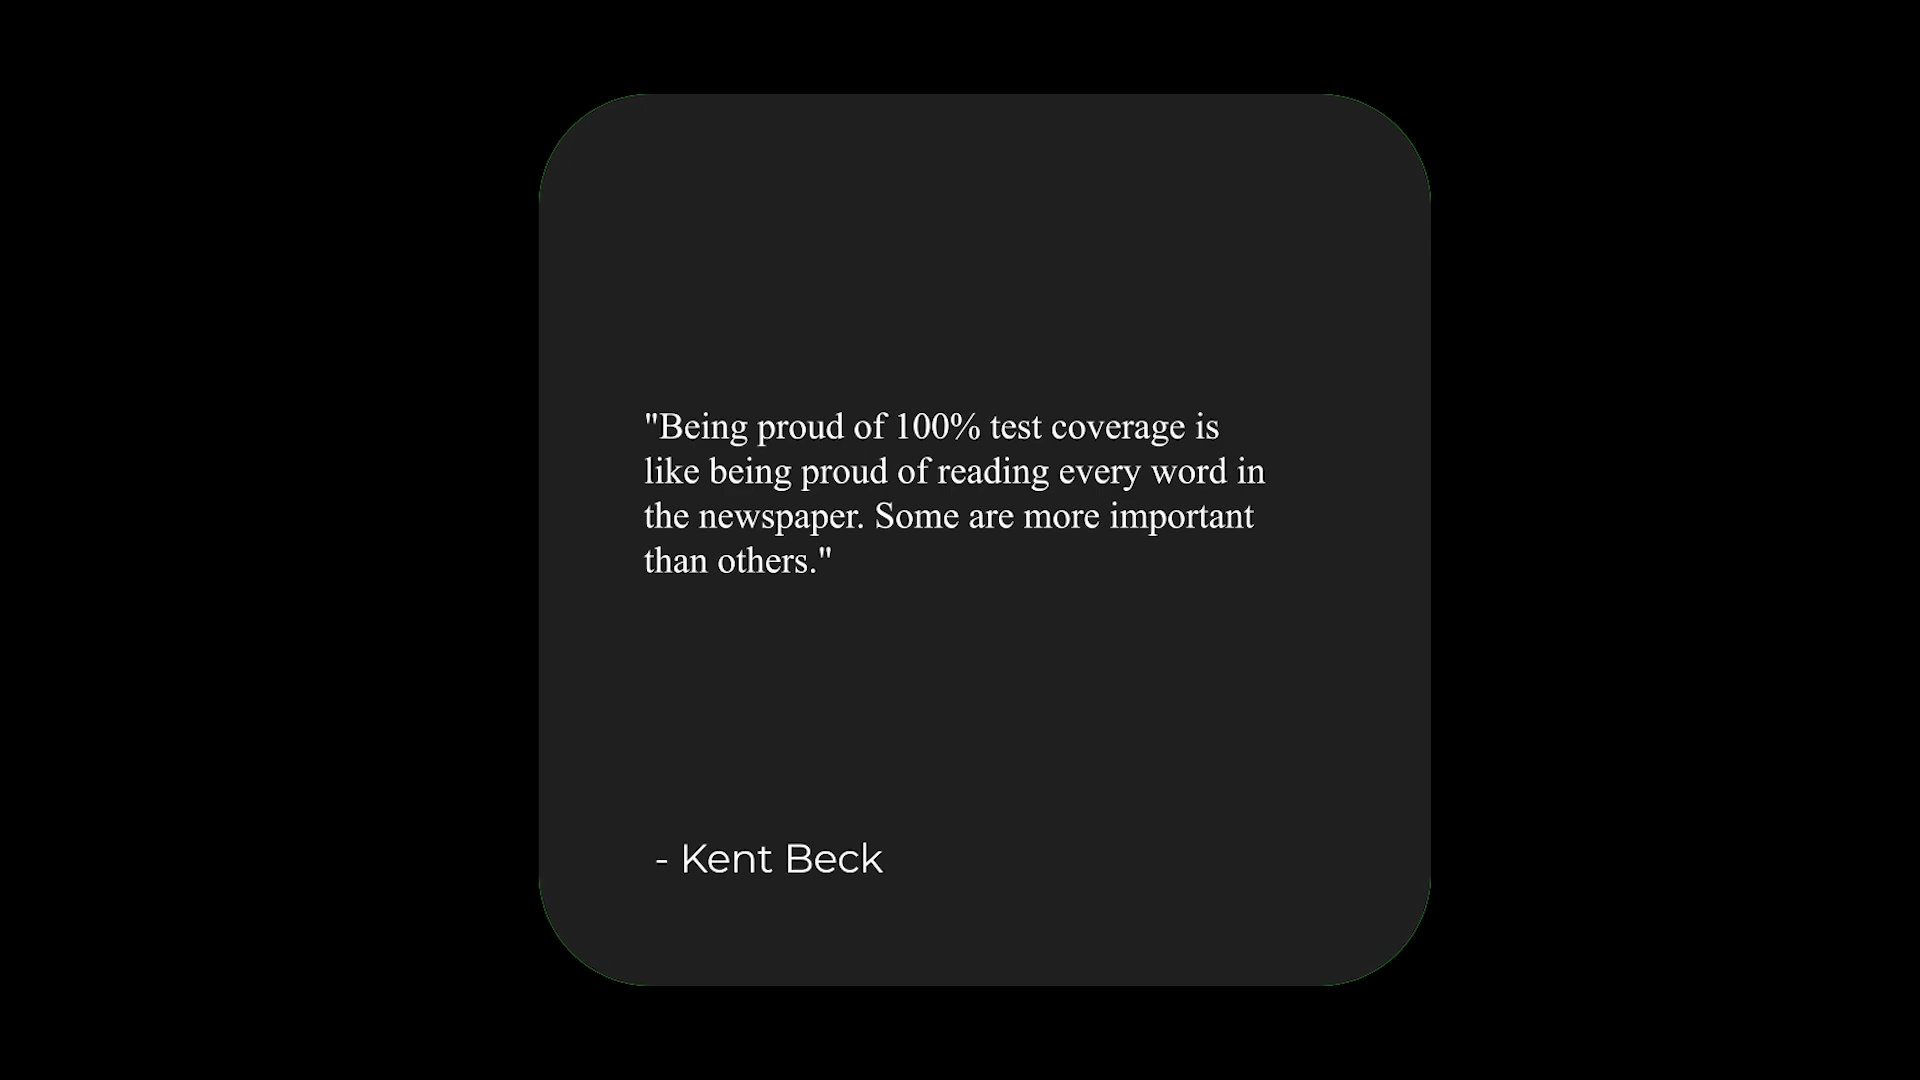 "Being proud of 100% test coverage is
like being proud of reading every word in
the newspaper. Some are more important
than others."
- Kent Beck